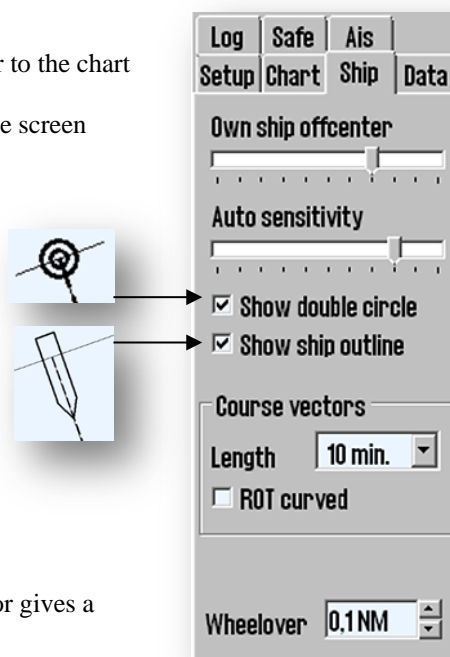 r to the chart
e screen
or gives a
Log Safe Ais
Setup Chart Ship Data
Own ship offcenter
Auto sensitivity
Show double circle
Show ship outline
Course vectors
Length 10 min.
ROT curved
Wheelover 0,1 NM